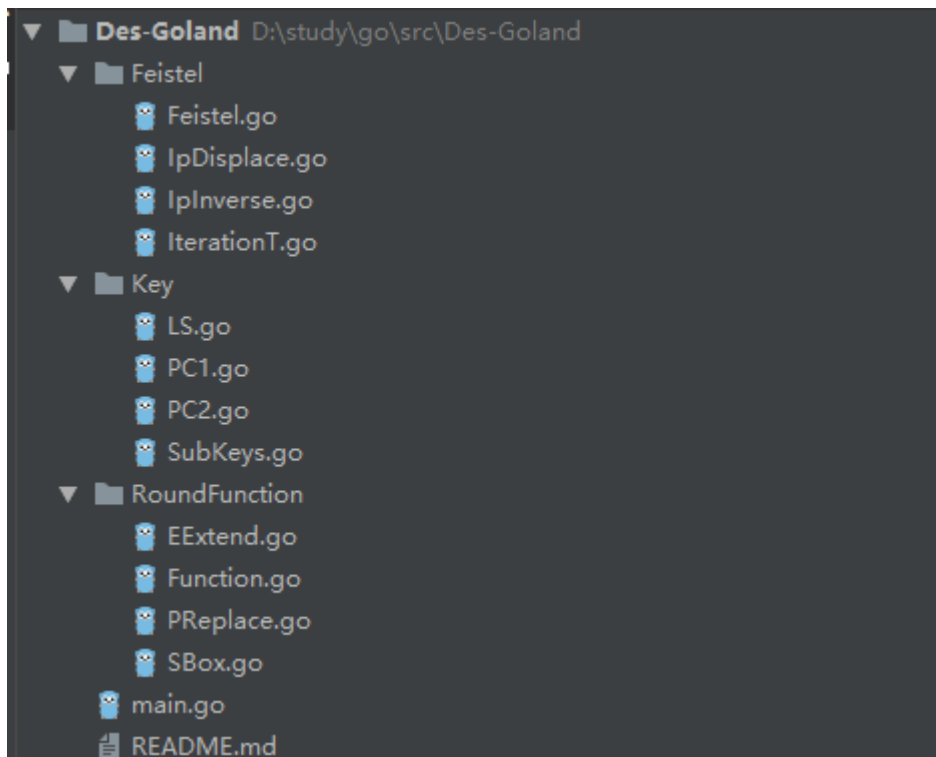 Des-Goland D:\study\go\src\Des-Goland
Feistel
Feistel.go
IpDisplace.go
IpInverse.go
IterationT.go
Key
LS.go
PC1.go
PC2.go
SubKeys.go
RoundFunction
EExtend.go
Function.go
PReplace.go
SBox.go
main.go
README.md